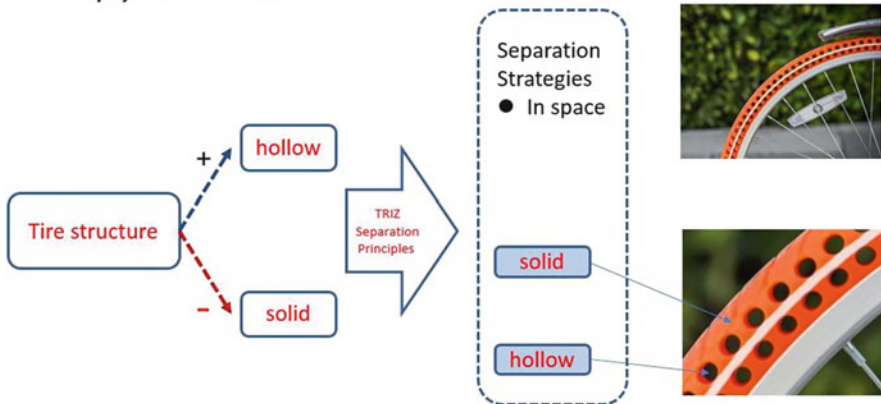 Separation
Strategies
● In space
+
hollow
Tire structure
TRIZ
Separation
Principles
solid
–
solid
hollow